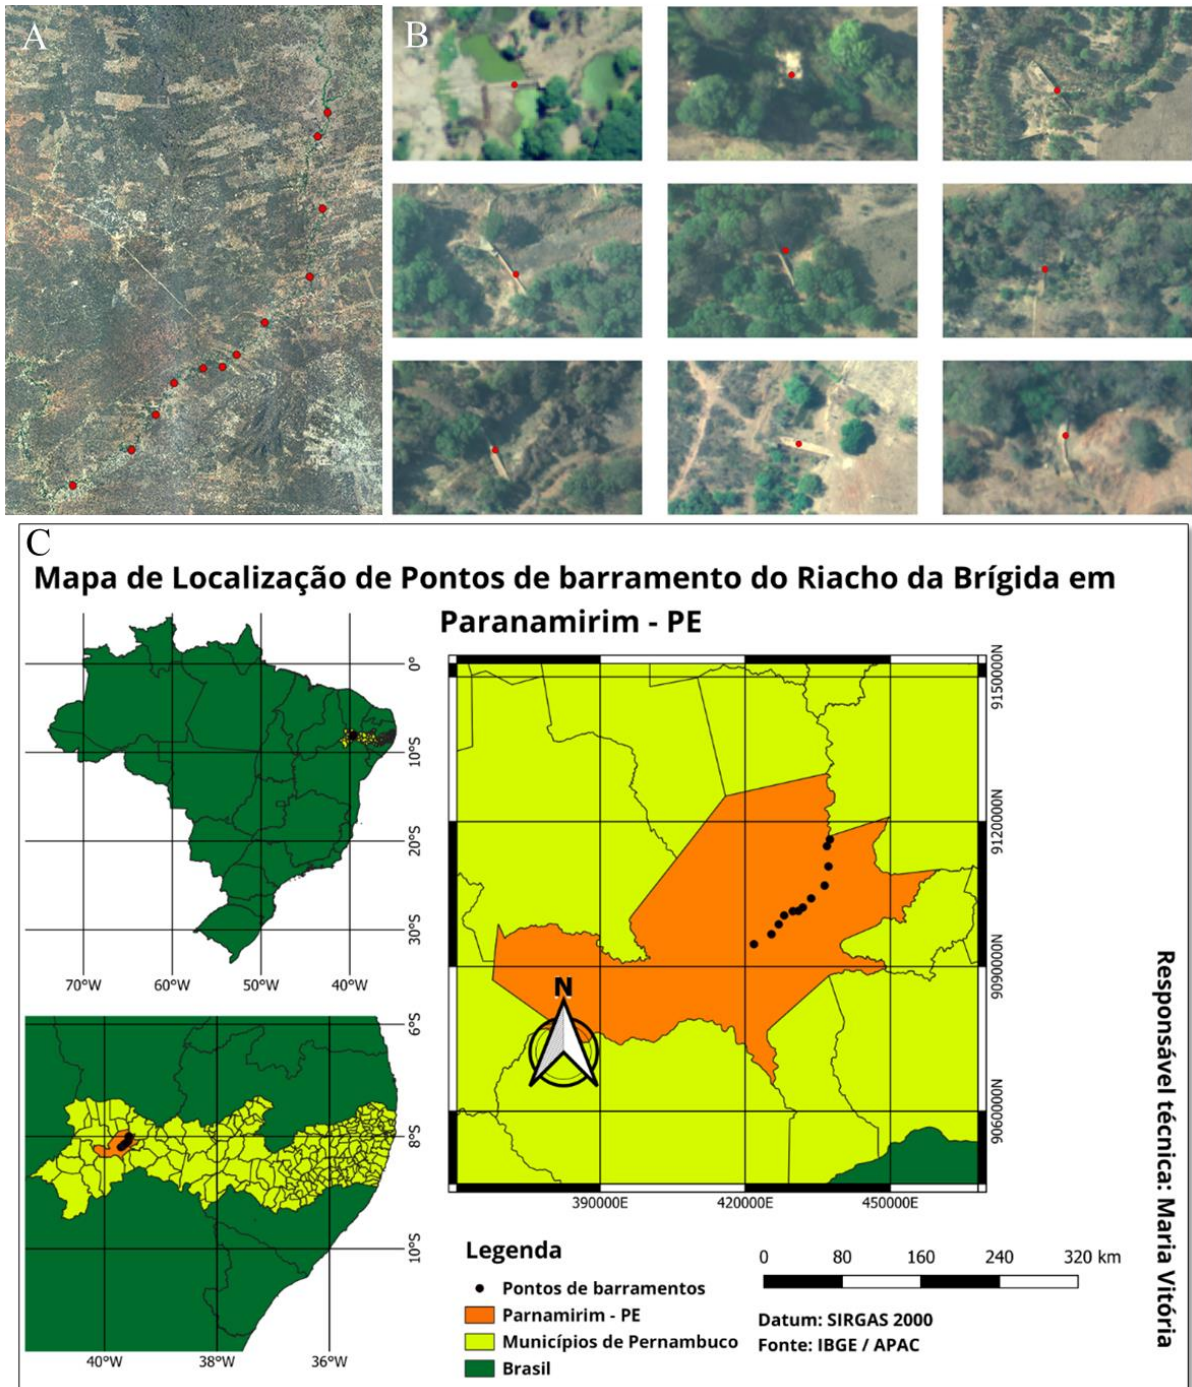 A
B
C
Mapa de Localização de Pontos de barramento do Riacho da Brígida em
Paranamirim - PE
0°
10°S
20°S
30°S
70°W
60°W
50°W
40°W
6°S
8°S
10°S
40°W
38°W
36°W
9150000N
9120000N
9090000N
9060000N
390000E
420000E
450000E
N
Legenda
Pontos de barramentos
Parnamirim - PE
Municípios de Pernambuco
Brasil
0 80 160 240 320 km
Datum: SIRGAS 2000
Fonte: IBGE / APAC
Responsável técnica: Maria Vitória